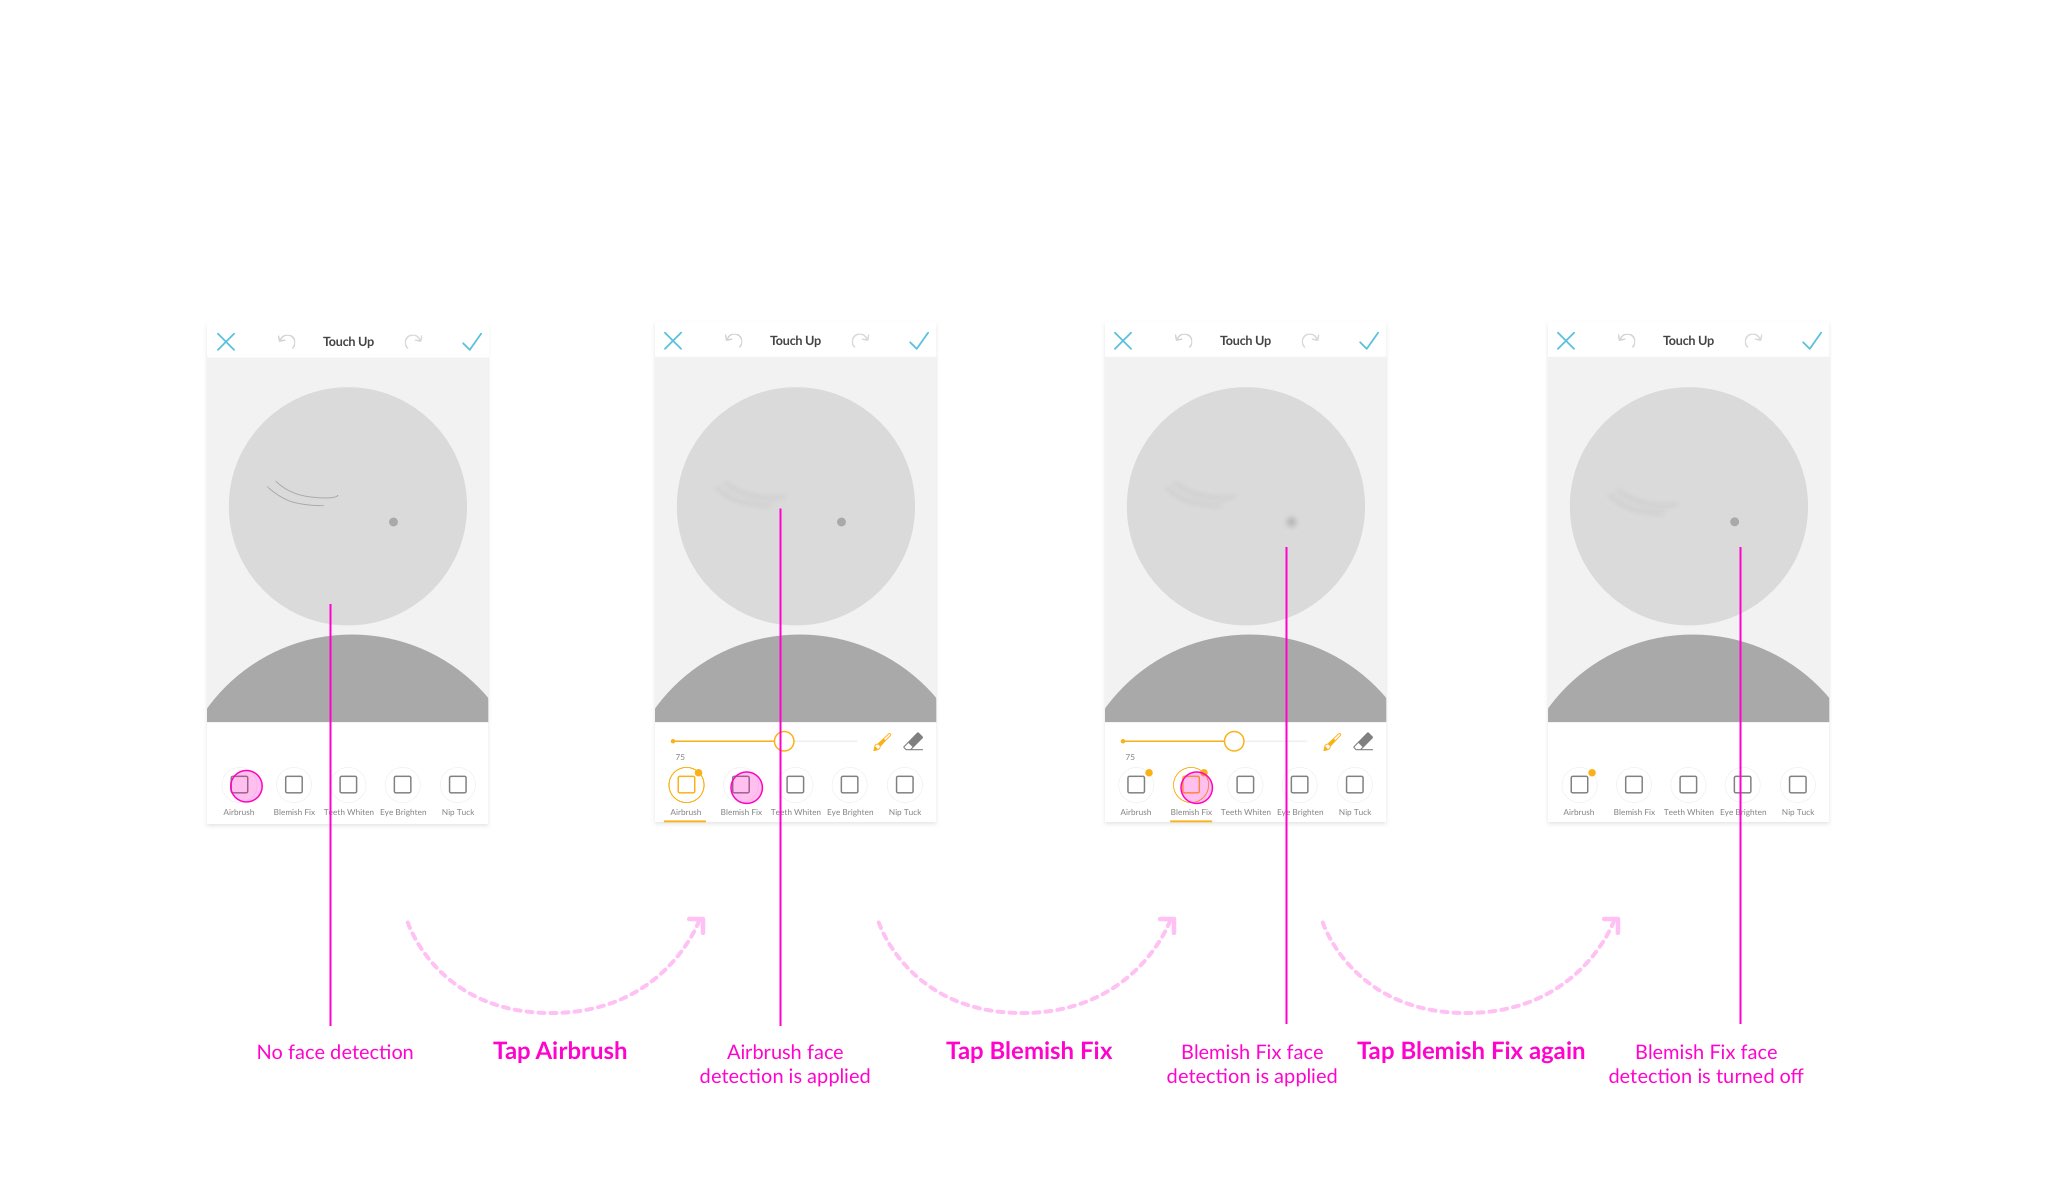 Touch Up
Airbrush Blemish Fix Teeth Whiten Eye Brighten Nip Tuck
Touch Up
75
Airbrush Blemish Fix Teeth Whiten Eye Brighten Nip Tuck
Touch Up
75
Airbrush Blemish Fix Teeth Whiten Eye Brighten Nip Tuck
Touch Up
Airbrush Blemish Fix Teeth Whiten Eye Brighten Nip Tuck
No face detection
Tap Airbrush
Airbrush face
detection is applied
Tap Blemish Fix
Blemish Fix face
detection is applied
Tap Blemish Fix again
Blemish Fix face
detection is turned off